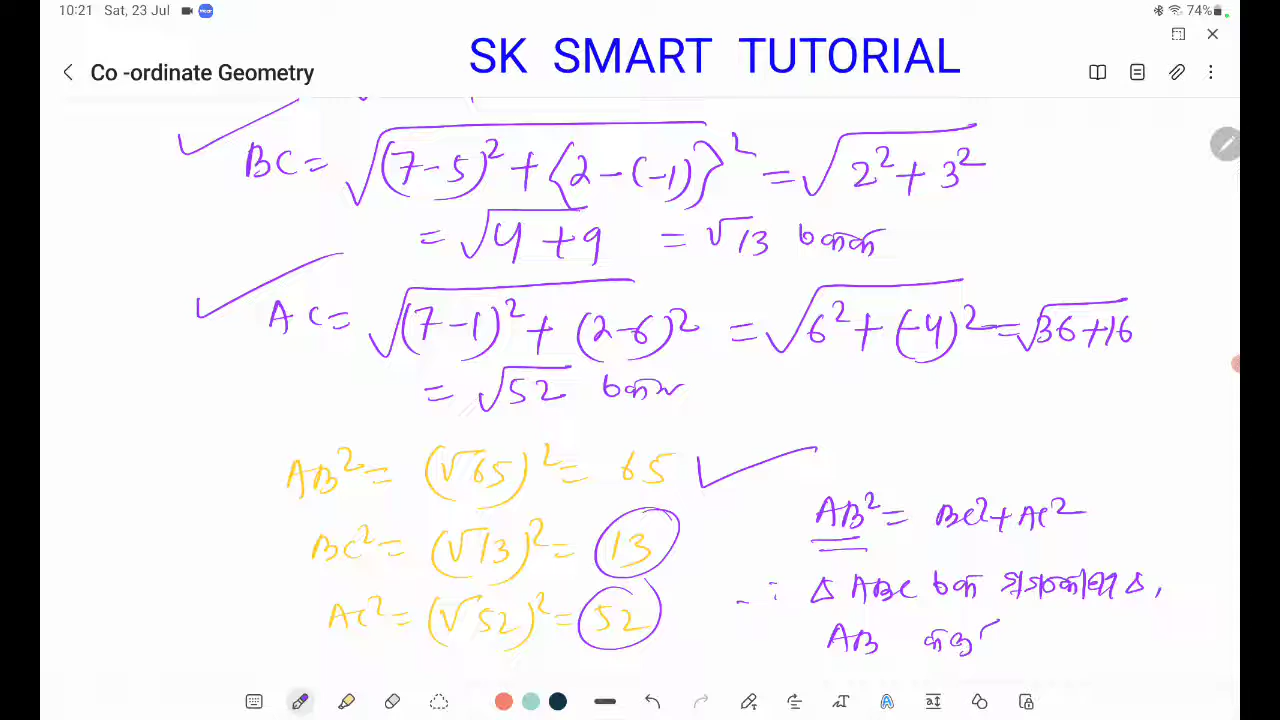 10:21 Sat, 23 Jul
74%
SK SMART TUTORIAL
Co -ordinate Geometry
BC = √(7-5)² + {2-(-1)}² = √2² + 3²
= √4+9 = √13 একক
AC = √(7-1)² + (2-6)² = √6² + (-4)² = √36+16
= √52 একক
AB² = (√65)² = 65
BC² = (√13)² = 13
AC² = (√52)² = 52
AB² = BC² + AC²
∴ △ ABC একটি সমকোণী △,
AB